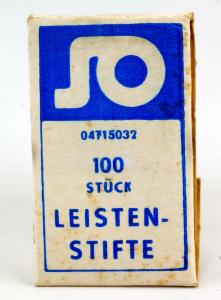 SO
04715032
100
STÜCK
LEISTEN-
STIFTE